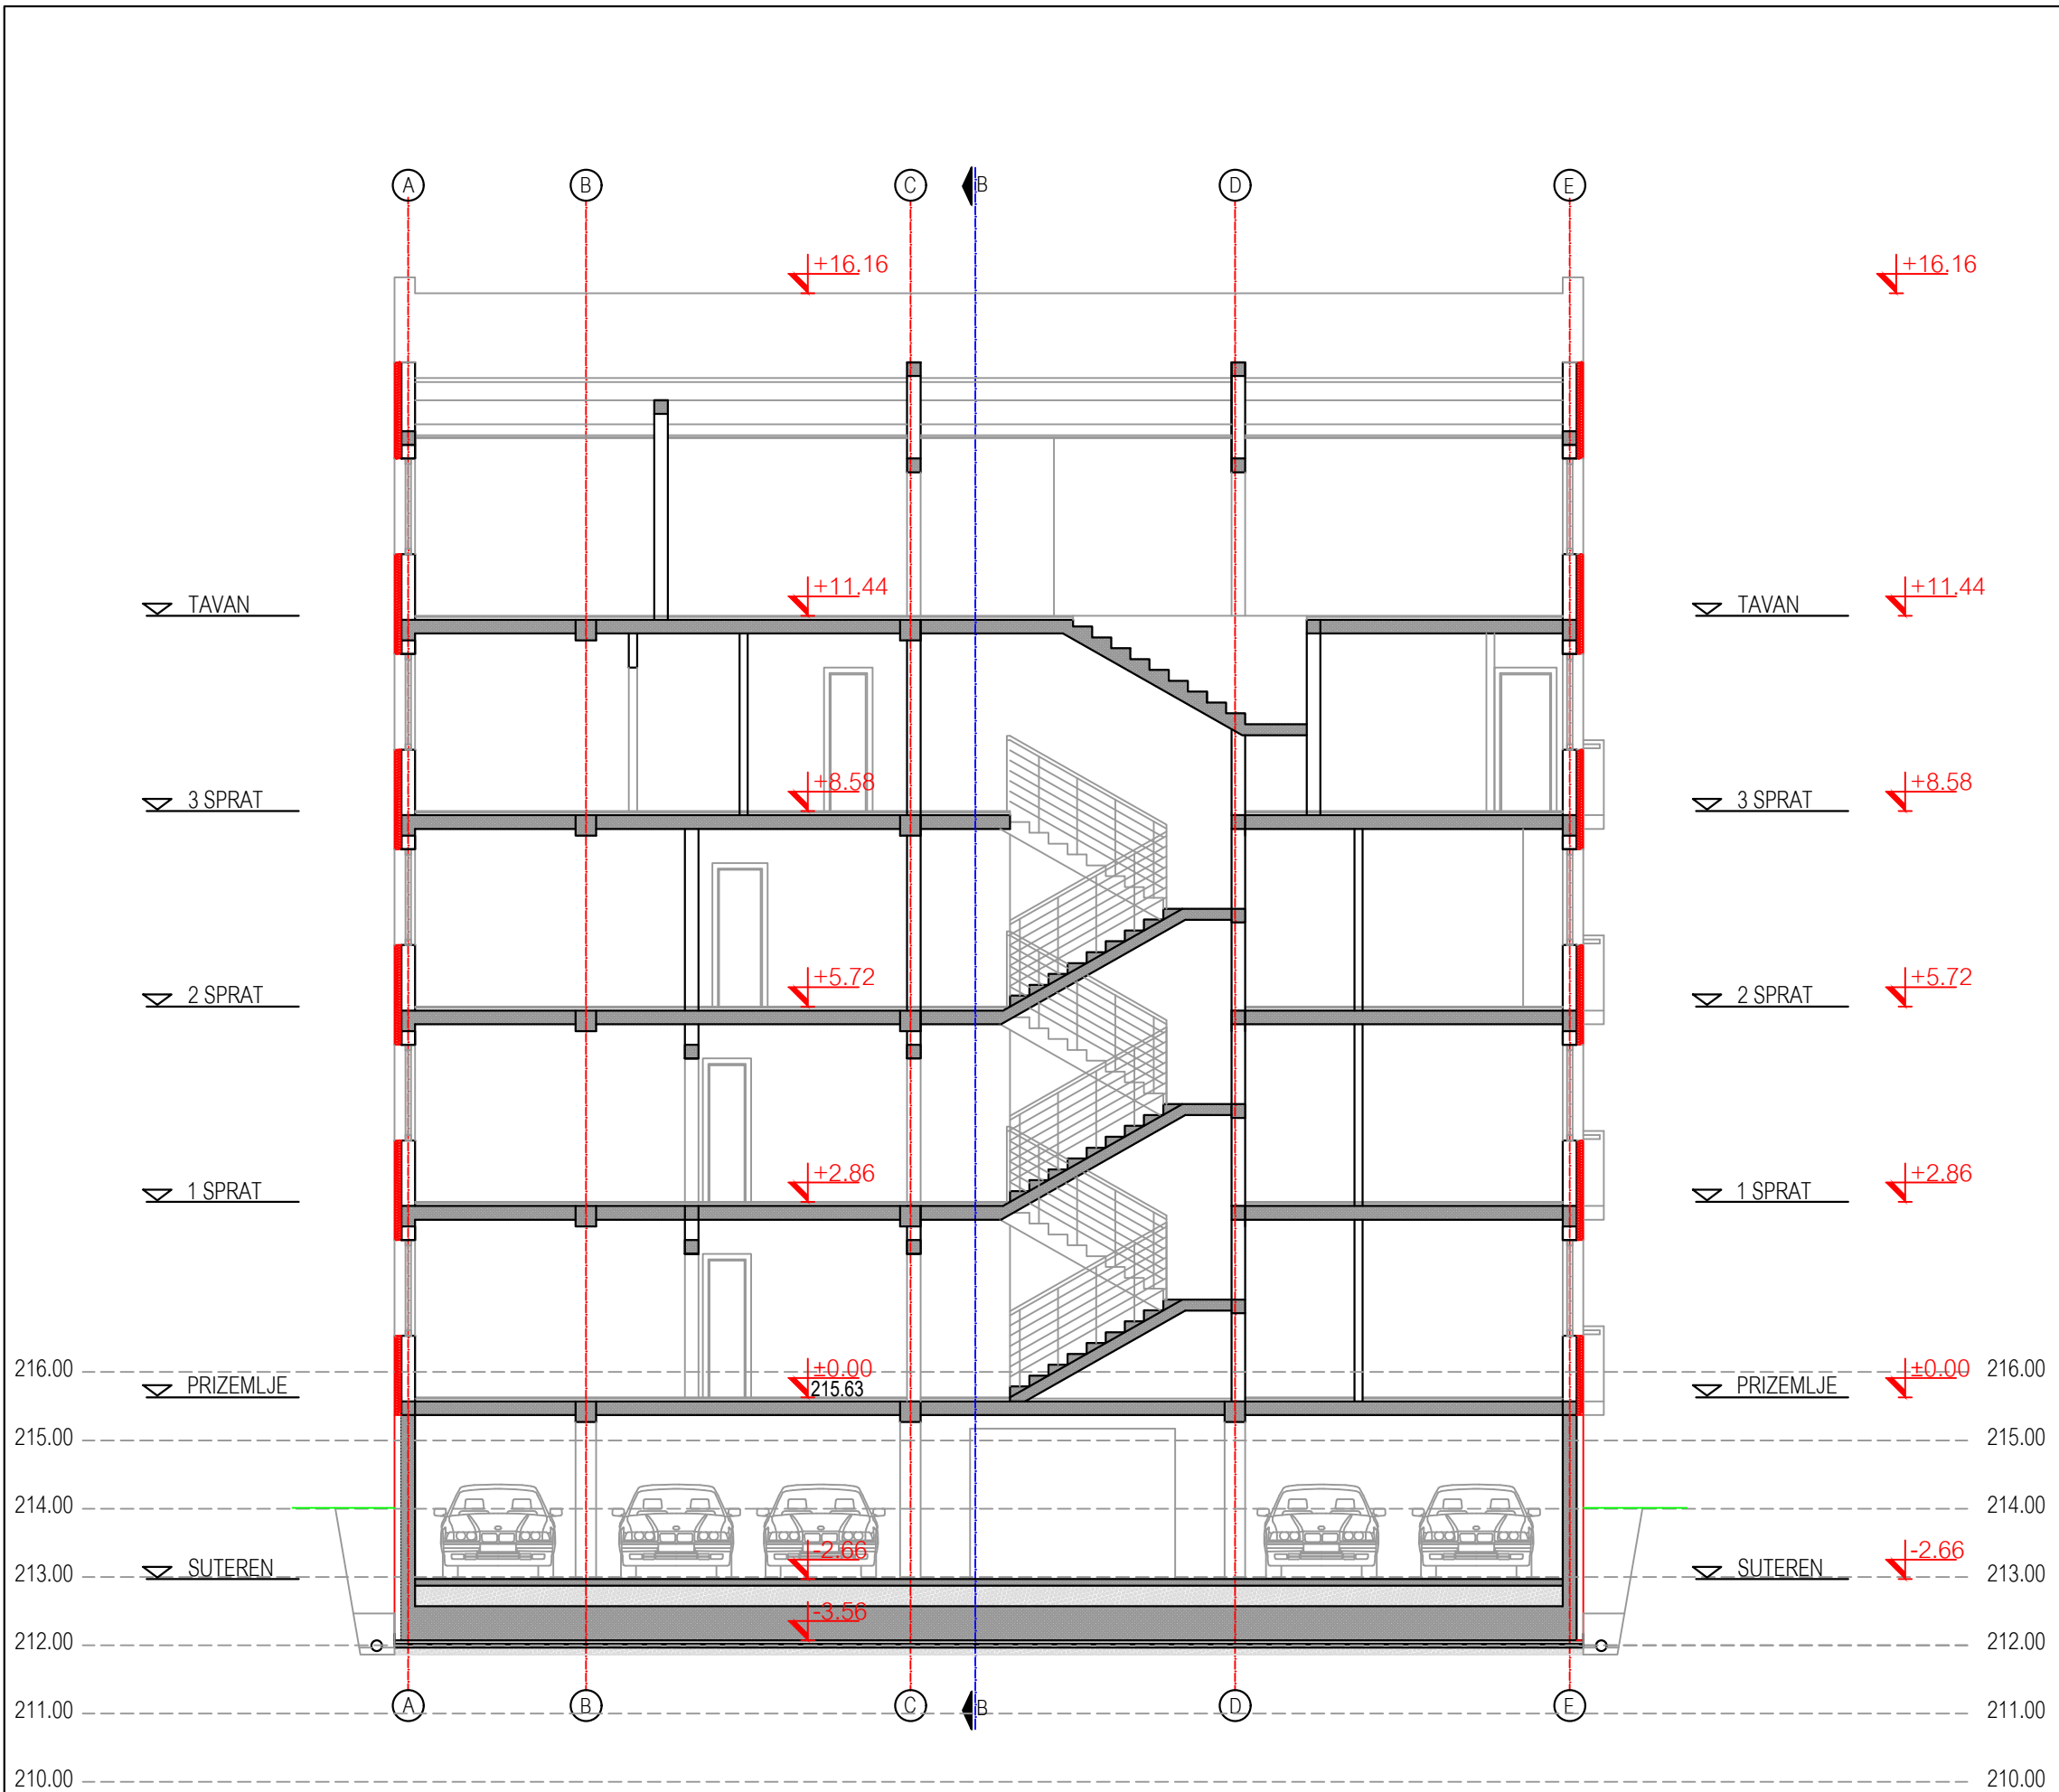 A B C B D E
+16.16 +16.16
TAVAN +11.44 TAVAN +11.44
3 SPRAT +8.58 3 SPRAT +8.58
2 SPRAT +5.72 2 SPRAT +5.72
1 SPRAT +2.86 1 SPRAT +2.86
216.00 ±0.00 ±0.00 216.00
PRIZEMLJE 215.63 PRIZEMLJE
215.00 215.00
214.00 214.00
-2.66 -2.66
213.00 SUTEREN SUTEREN 213.00
-3.56
212.00 212.00
A B C B D E
211.00 211.00
210.00 210.00